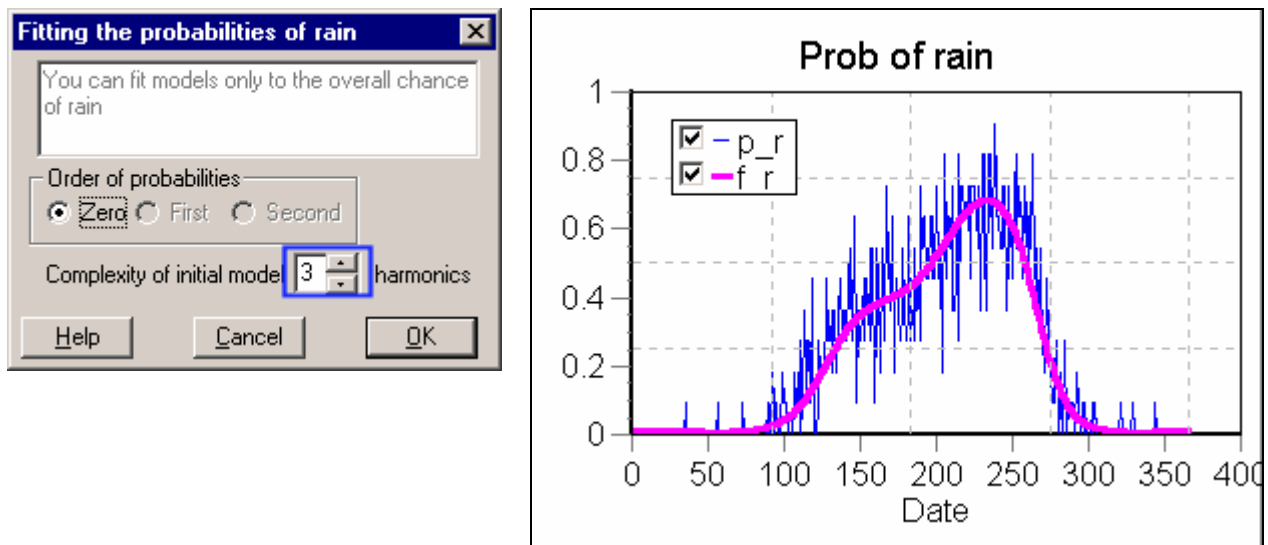 Fitting the probabilities of rain
You can fit models only to the overall chance
of rain
Order of probabilities
Zero First Second
Complexity of initial model 3 harmonics
Help Cancel OK
Prob of rain
1
0.8
0.6
0.4
0.2
0
p_r
f_r
0 50 100 150 200 250 300 350 400
Date